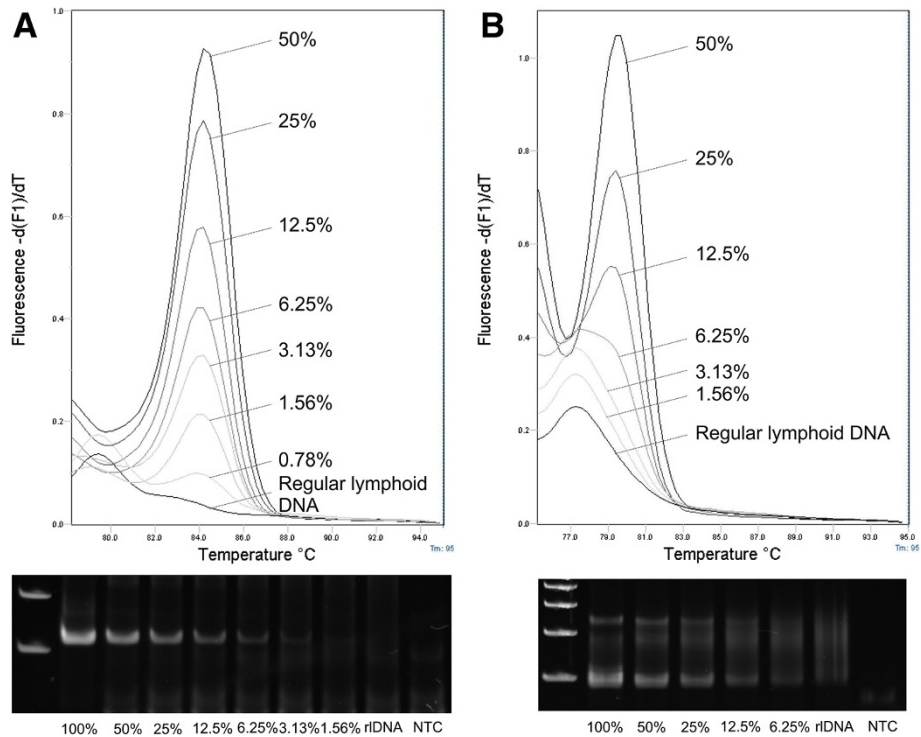 A
1.0
0.8
0.6
0.4
0.2
0.0
Fluorescence -d(F1)/dT
50%
25%
12.5%
6.25%
3.13%
1.56%
0.78%
Regular lymphoid
DNA
80.0 82.0 84.0 86.0 88.0 90.0 92.0 94.0
Temperature °C
Tm: 95
100% 50% 25% 12.5% 6.25% 3.13% 1.56% rlDNA NTC
B
1.0
0.8
0.6
0.4
0.2
0.0
Fluorescence -d(F1)/dT
50%
25%
12.5%
6.25%
3.13%
1.56%
Regular lymphoid DNA
77.0 79.0 81.0 83.0 85.0 87.0 89.0 91.0 93.0 95.0
Temperature °C
Tm: 95
100% 50% 25% 12.5% 6.25% rlDNA NTC